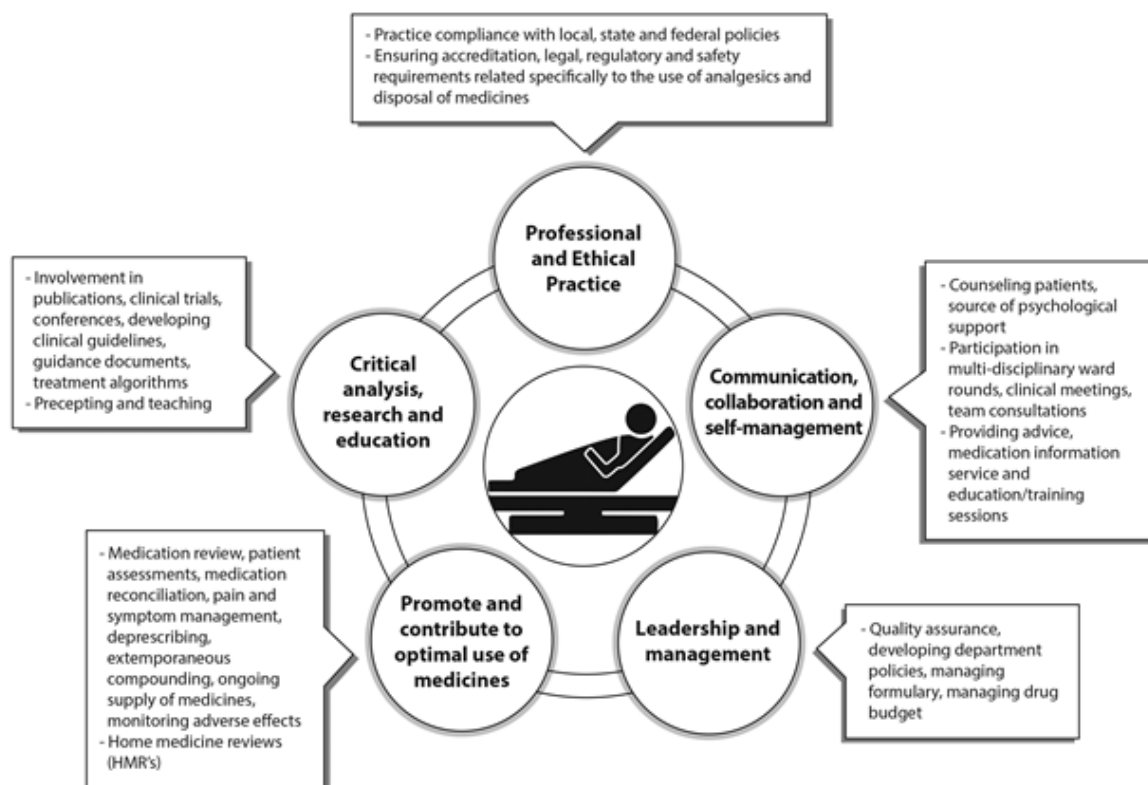 - Practice compliance with local, state and federal policies
- Ensuring accreditation, legal, regulatory and safety
requirements related specifically to the use of analgesics and
disposal of medicines
Professional
and Ethical
Practice
- Counseling patients,
source of psychological
support
- Participation in
multi-disciplinary ward
rounds, clinical meetings,
team consultations
- Providing advice,
medication information
service and
education/training
sessions
Communication,
collaboration and
self-management
- Quality assurance,
developing department
policies, managing
formulary, managing drug
budget
Leadership and
management
- Medication review, patient
assessments, medication
reconciliation, pain and
symptom management,
deprescribing,
extemporaneous
compounding, ongoing
supply of medicines,
monitoring adverse effects
- Home medicine reviews
(HMR's)
Promote and
contribute to
optimal use of
medicines
- Involvement in
publications, clinical trials,
conferences, developing
clinical guidelines,
guidance documents,
treatment algorithms
- Precepting and teaching
Critical
analysis,
research and
education